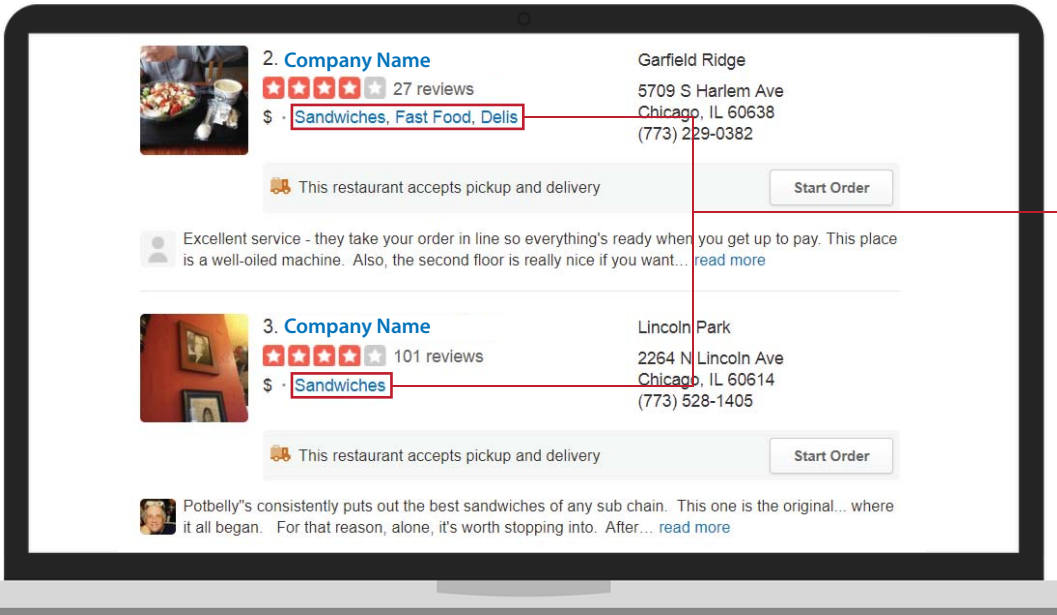 2. Company Name
27 reviews
$ · Sandwiches, Fast Food, Delis
Garfield Ridge
5709 S Harlem Ave
Chicago, IL 60638
(773) 229-0382
This restaurant accepts pickup and delivery
Start Order
Excellent service - they take your order in line so everything's ready when you get up to pay. This place
is a well-oiled machine. Also, the second floor is really nice if you want... read more
3. Company Name
101 reviews
$ · Sandwiches
Lincoln Park
2264 N Lincoln Ave
Chicago, IL 60614
(773) 528-1405
This restaurant accepts pickup and delivery
Start Order
Potbelly"s consistently puts out the best sandwiches of any sub chain. This one is the original... where
it all began. For that reason, alone, it's worth stopping into. After... read more